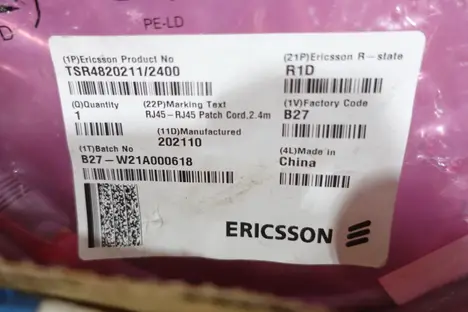 PE-LD
(1P)Ericsson Product No
TSR4820211/2400
(21P)Ericsson R-state
R1D
(Q)Quantity
1
(22P)Marking Text
RJ45-RJ45 Patch Cord,2.4m
(1V)Factory Code
B27
(11D)Manufactured
202110
(1T)Batch No
B27-W21A000618
(4L)Made in
China
ERICSSON